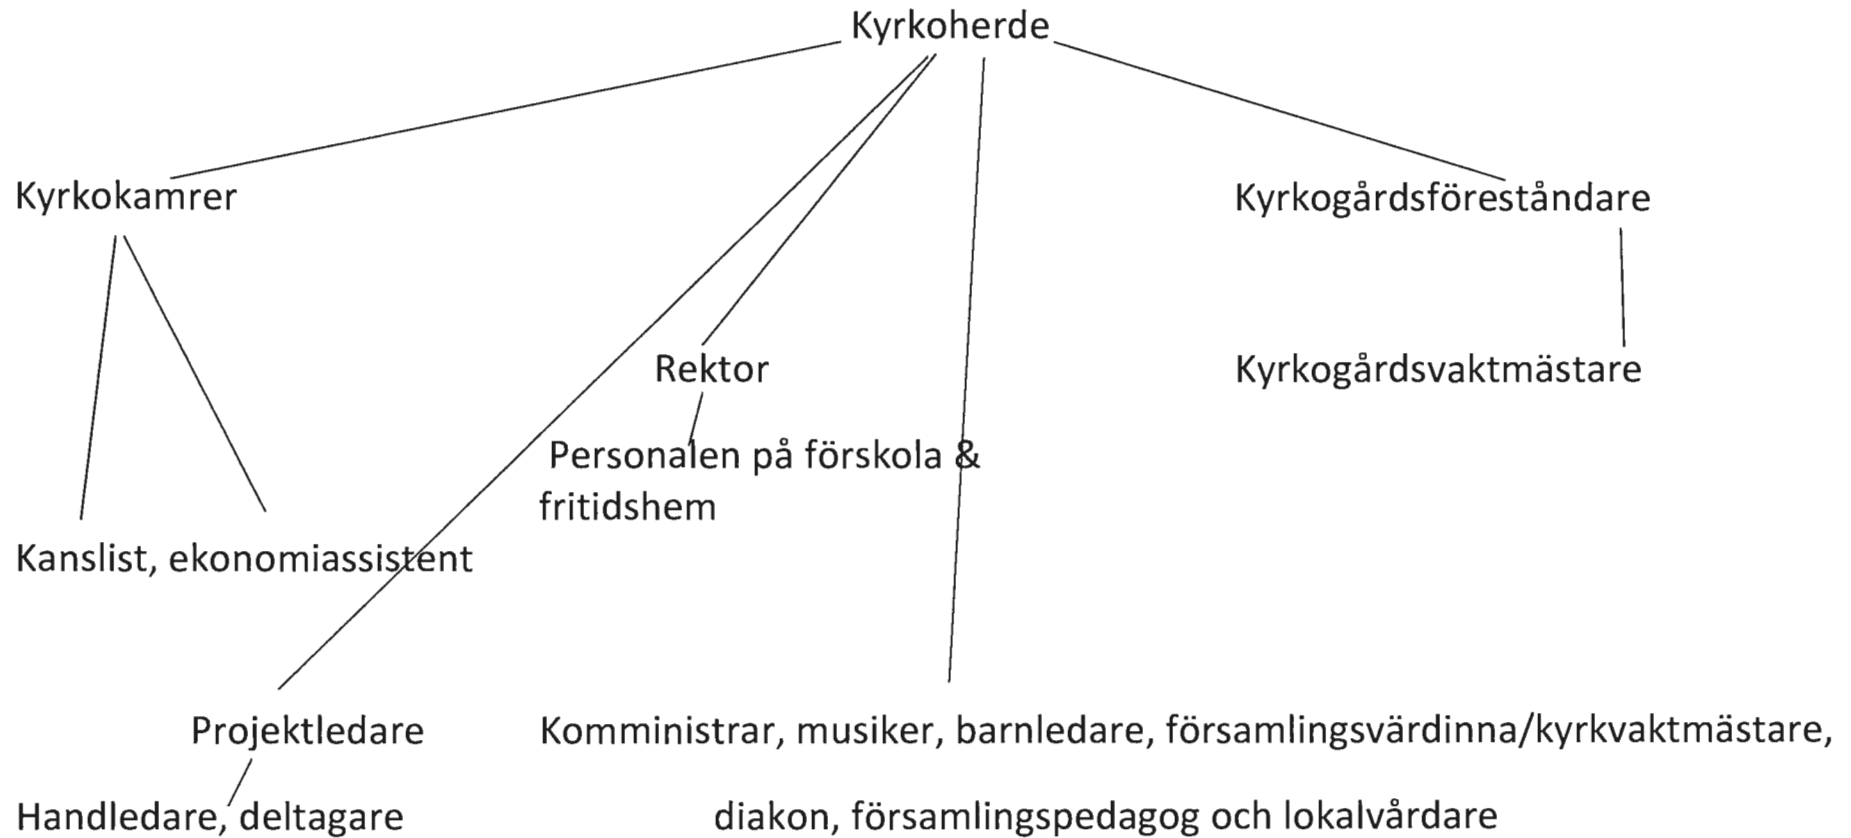 Kyrkoherde
Kyrkokamrer
Kyrkogårdsföreståndare
Rektor
Kyrkogårdsvaktmästare
Personalen på förskola &
fritidshem
Kanslist, ekonomiassistent
Projektledare
Komministrar, musiker, barnledare, församlingsvärdinna/kyrkvaktmästare,
Handledare, deltagare
diakon, församlingspedagog och lokalvårdare